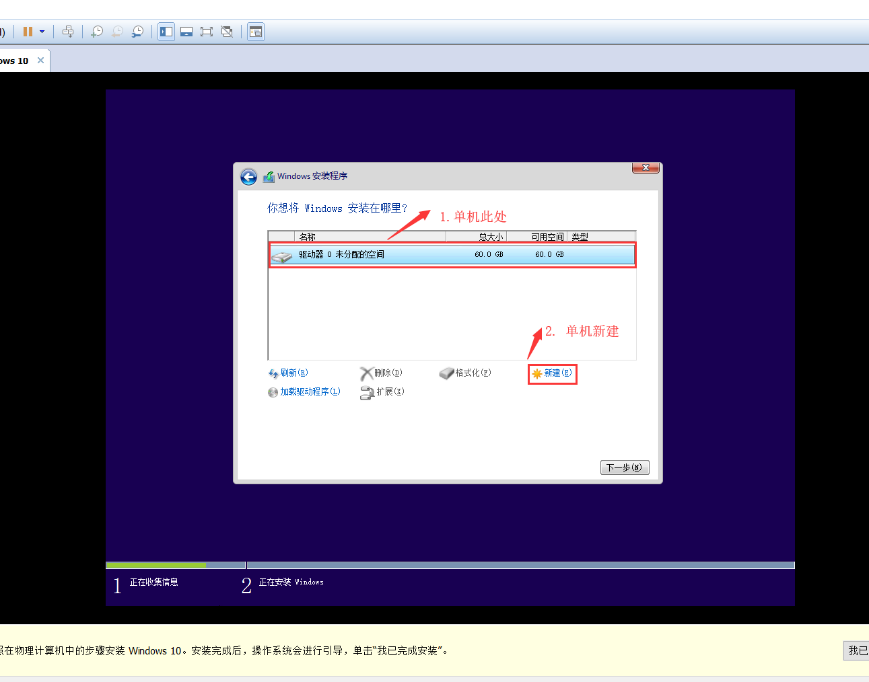 ows 10
Windows 安装程序
你想将 Windows 安装在哪里?
1. 单机此处
名称 总大小 可用空间 类型
驱动器 0 未分配的空间 60.0 GB 60.0 GB
2. 单机新建
刷新(R) 删除(D) 格式化(F) 新建(E)
加载驱动程序(L) 扩展(X)
下一步(N)
1 正在收集信息 2 正在安装 Windows
在物理计算机中的步骤安装 Windows 10。安装完成后，操作系统会进行引导，单击“我已完成安装”。
我已